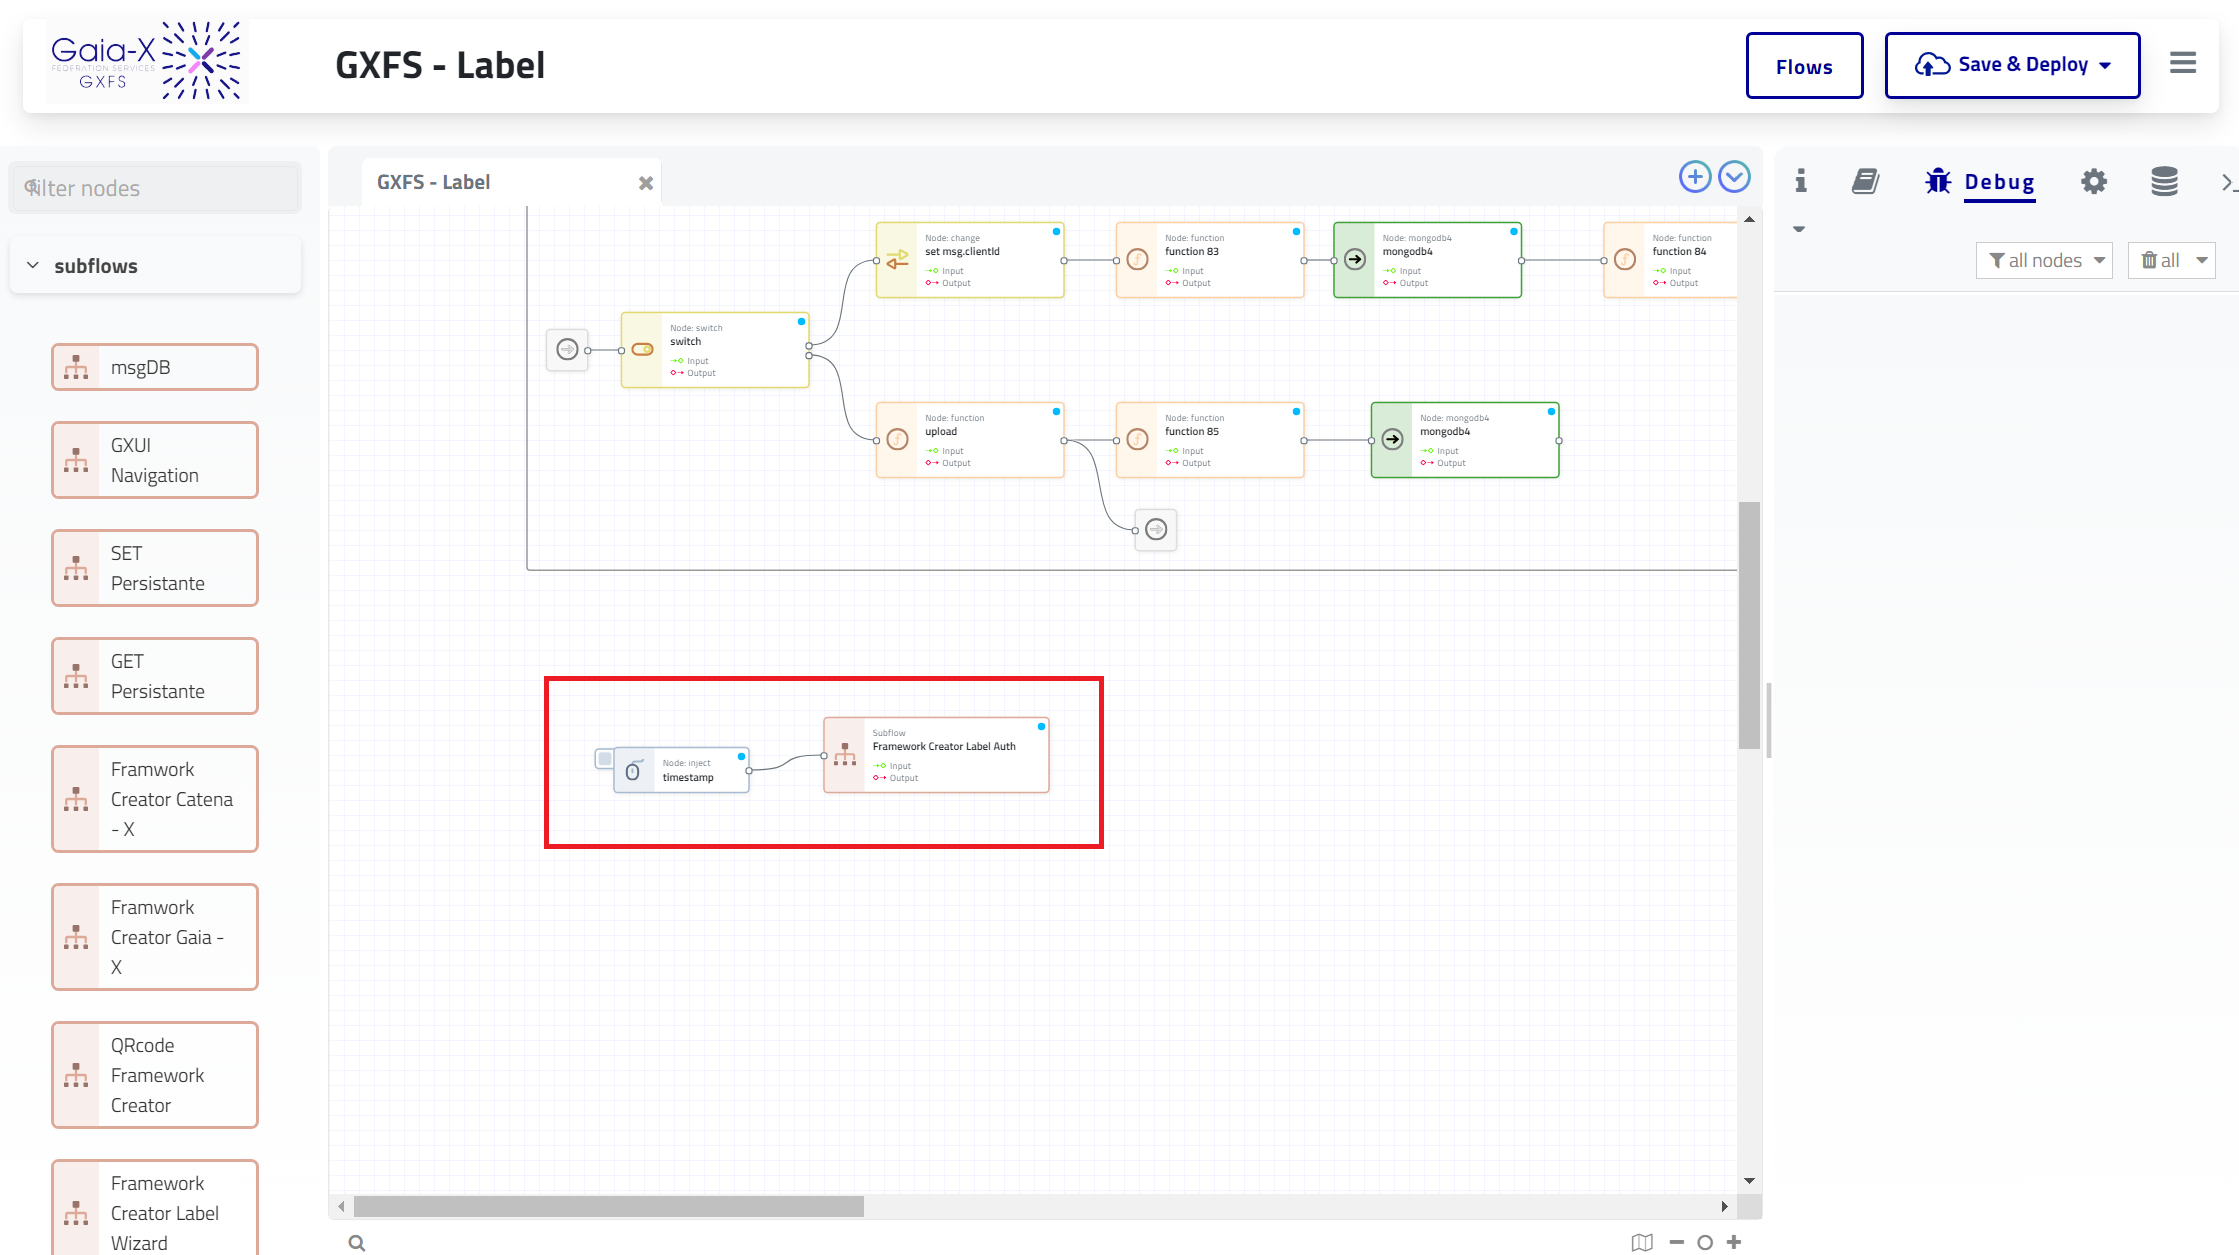 Gaia-X
FEDERATION SERVICES
GXFS
GXFS - Label
Flows
Save & Deploy
filter nodes
subflows
msgDB
GXUI
Navigation
SET
Persistante
GET
Persistante
Framwork
Creator Catena
- X
Framwork
Creator Gaia -
X
QRcode
Framework
Creator
Framework
Creator Label
Wizard
GXFS - Label
Node: change
set msg.clientId
Input
Output
Node: function
function 83
Input
Output
Node: mongodb4
mongodb4
Input
Output
Node: function
function 84
Input
Output
Node: switch
switch
Input
Output
Node: function
upload
Input
Output
Node: function
function 85
Input
Output
Node: mongodb4
mongodb4
Input
Output
Node: inject
timestamp
Subflow
Framework Creator Label Auth
Input
Output
Debug
all nodes
all